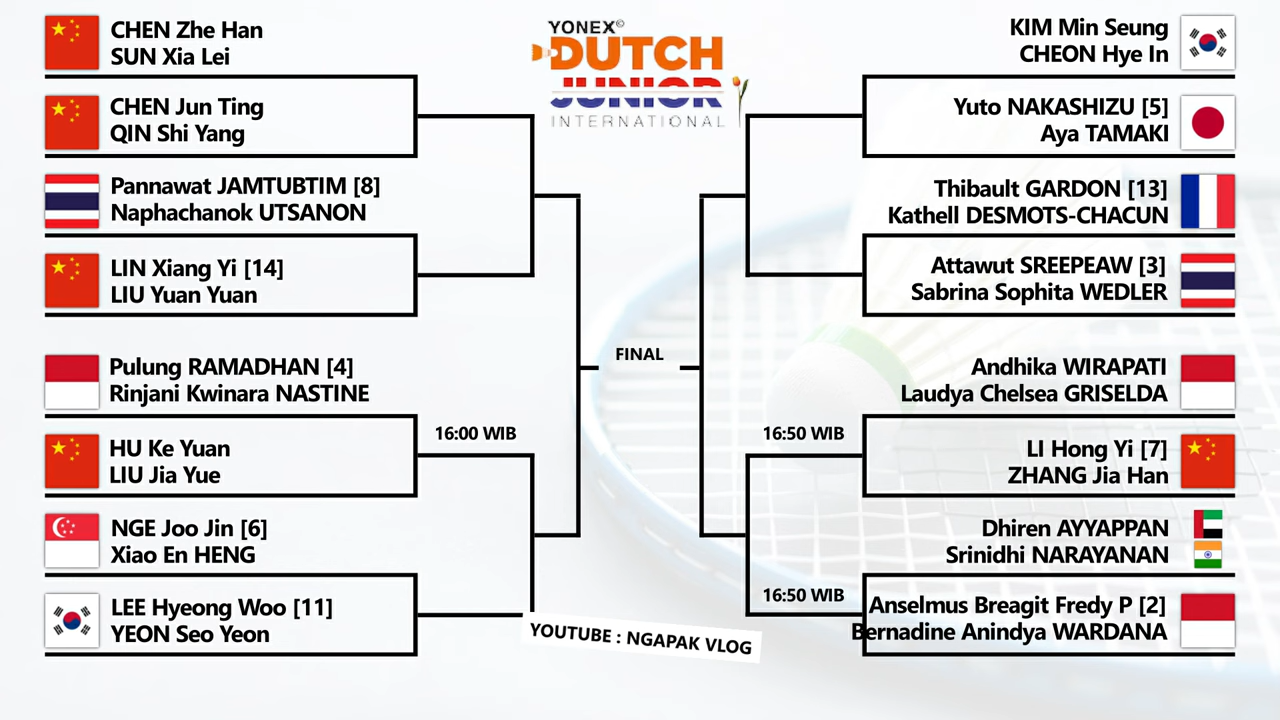 CHEN Zhe Han
SUN Xia Lei
CHEN Jun Ting
QIN Shi Yang
Pannawat JAMTUBTIM [8]
Naphachanok UTSANON
LIN Xiang Yi [14]
LIU Yuan Yuan
Pulung RAMADHAN [4]
Rinjani Kwinara NASTINE
16:00 WIB
HU Ke Yuan
LIU Jia Yue
NGE Joo Jin [6]
Xiao En HENG
LEE Hyeong Woo [11]
YEON Seo Yeon
YONEX©
DUTCH
JUNIOR
INTERNATIONAL
FINAL
YOUTUBE : NGAPAK VLOG
KIM Min Seung
CHEON Hye In
Yuto NAKASHIZU [5]
Aya TAMAKI
Thibault GARDON [13]
Kathell DESMOTS-CHACUN
Attawut SREEPEAW [3]
Sabrina Sophita WEDLER
Andhika WIRAPATI
Laudya Chelsea GRISELDA
16:50 WIB
LI Hong Yi [7]
ZHANG Jia Han
Dhiren AYYAPPAN
Srinidhi NARAYANAN
16:50 WIB
Anselmus Breagit Fredy P [2]
Bernadine Anindya WARDANA